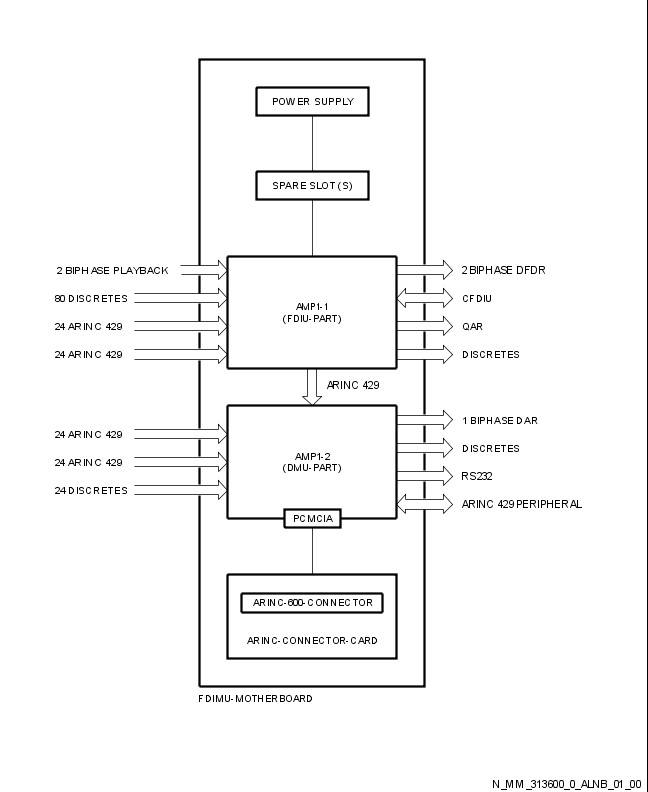 POWER SUPPLY
SPARE SLOT(S)
2 BIPHASE PLAYBACK
80 DISCRETES
24 ARINC 429
24 ARINC 429
AMP1-1
(FDIU-PART)
2 BIPHASE DFDR
CFDIU
QAR
DISCRETES
ARINC 429
24 ARINC 429
24 ARINC 429
24 DISCRETES
AMP1-2
(DMU-PART)
1 BIPHASE DAR
DISCRETES
RS232
ARINC 429 PERIPHERAL
PCMCIA
ARINC-600-CONNECTOR
ARINC-CONNECTOR-CARD
FDIMU-MOTHERBOARD
N_MM_313600_0_ALNB_01_00